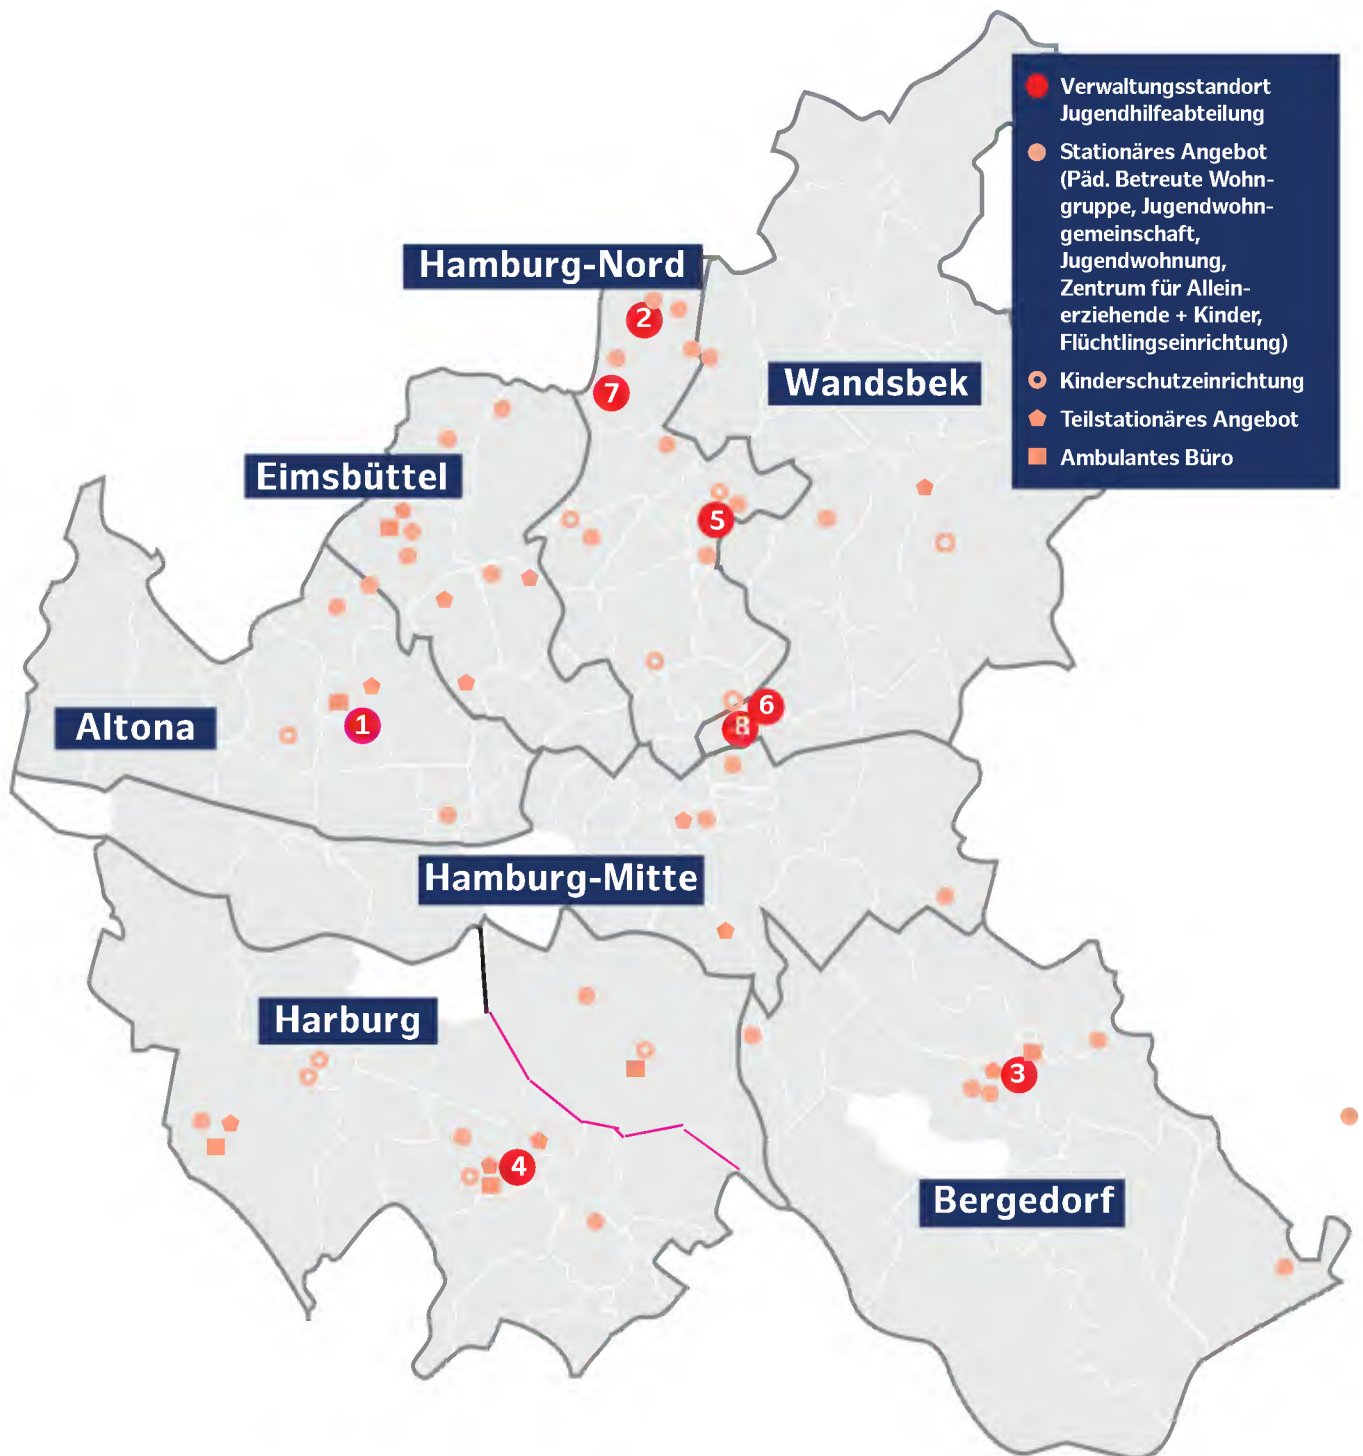 Verwaltungsstandort
Jugendhilfeabteilung
Stationäres Angebot
(Päd. Betreute Wohn-
gruppe, Jugendwohn-
gemeinschaft,
Jugendwohnung,
Zentrum für Allein-
erziehende + Kinder,
Flüchtlingseinrichtung)
Kinderschutzeinrichtung
Teilstationäres Angebot
Ambulantes Büro
Hamburg-Nord
2
Wandsbek
7
Eimsbüttel
5
6
8
Altona
1
Hamburg-Mitte
Harburg
3
4
Bergedorf